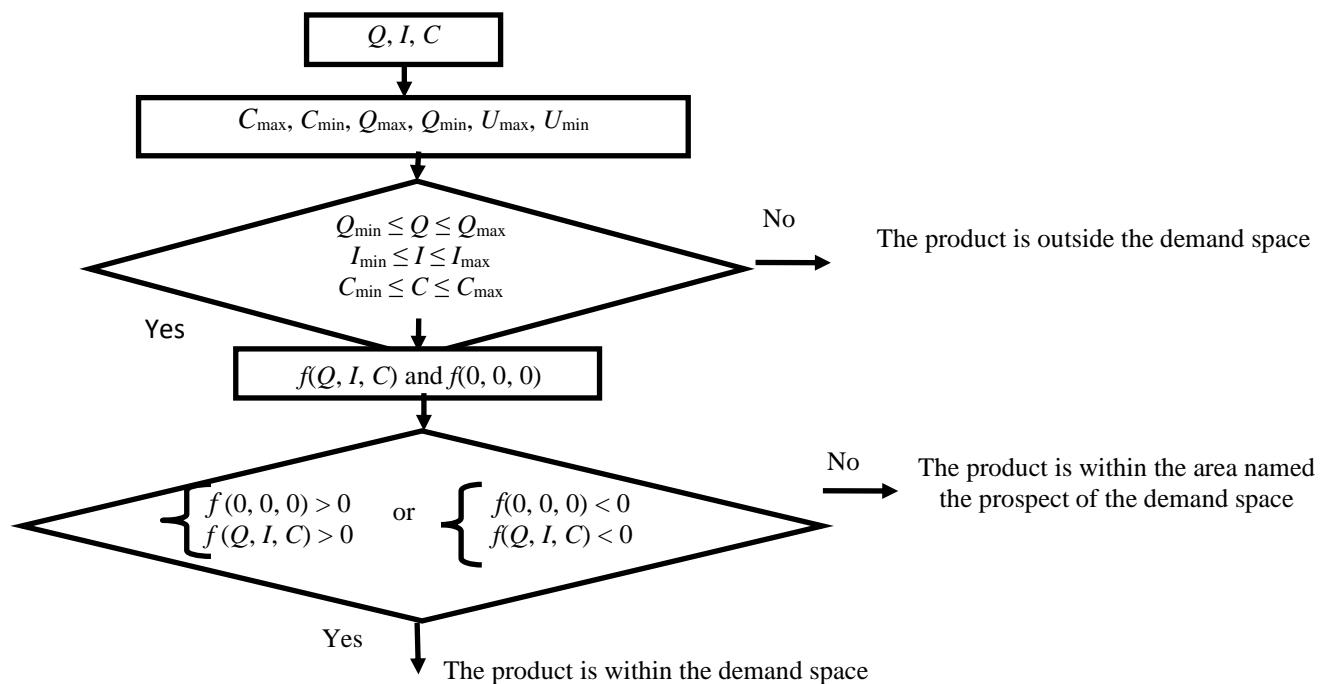 Q, I, C
Cmax, Cmin, Qmax, Qmin, Umax, Umin
Qmin ≤ Q ≤ Qmax
Imin ≤ I ≤ Imax
Cmin ≤ C ≤ Cmax
No
The product is outside the demand space
Yes
f(Q, I, C) and f(0, 0, 0)
f (0, 0, 0) > 0
f (Q, I, C) > 0
or
f(0, 0, 0) < 0
f(Q, I, C) < 0
No
The product is within the area named
the prospect of the demand space
Yes
The product is within the demand space